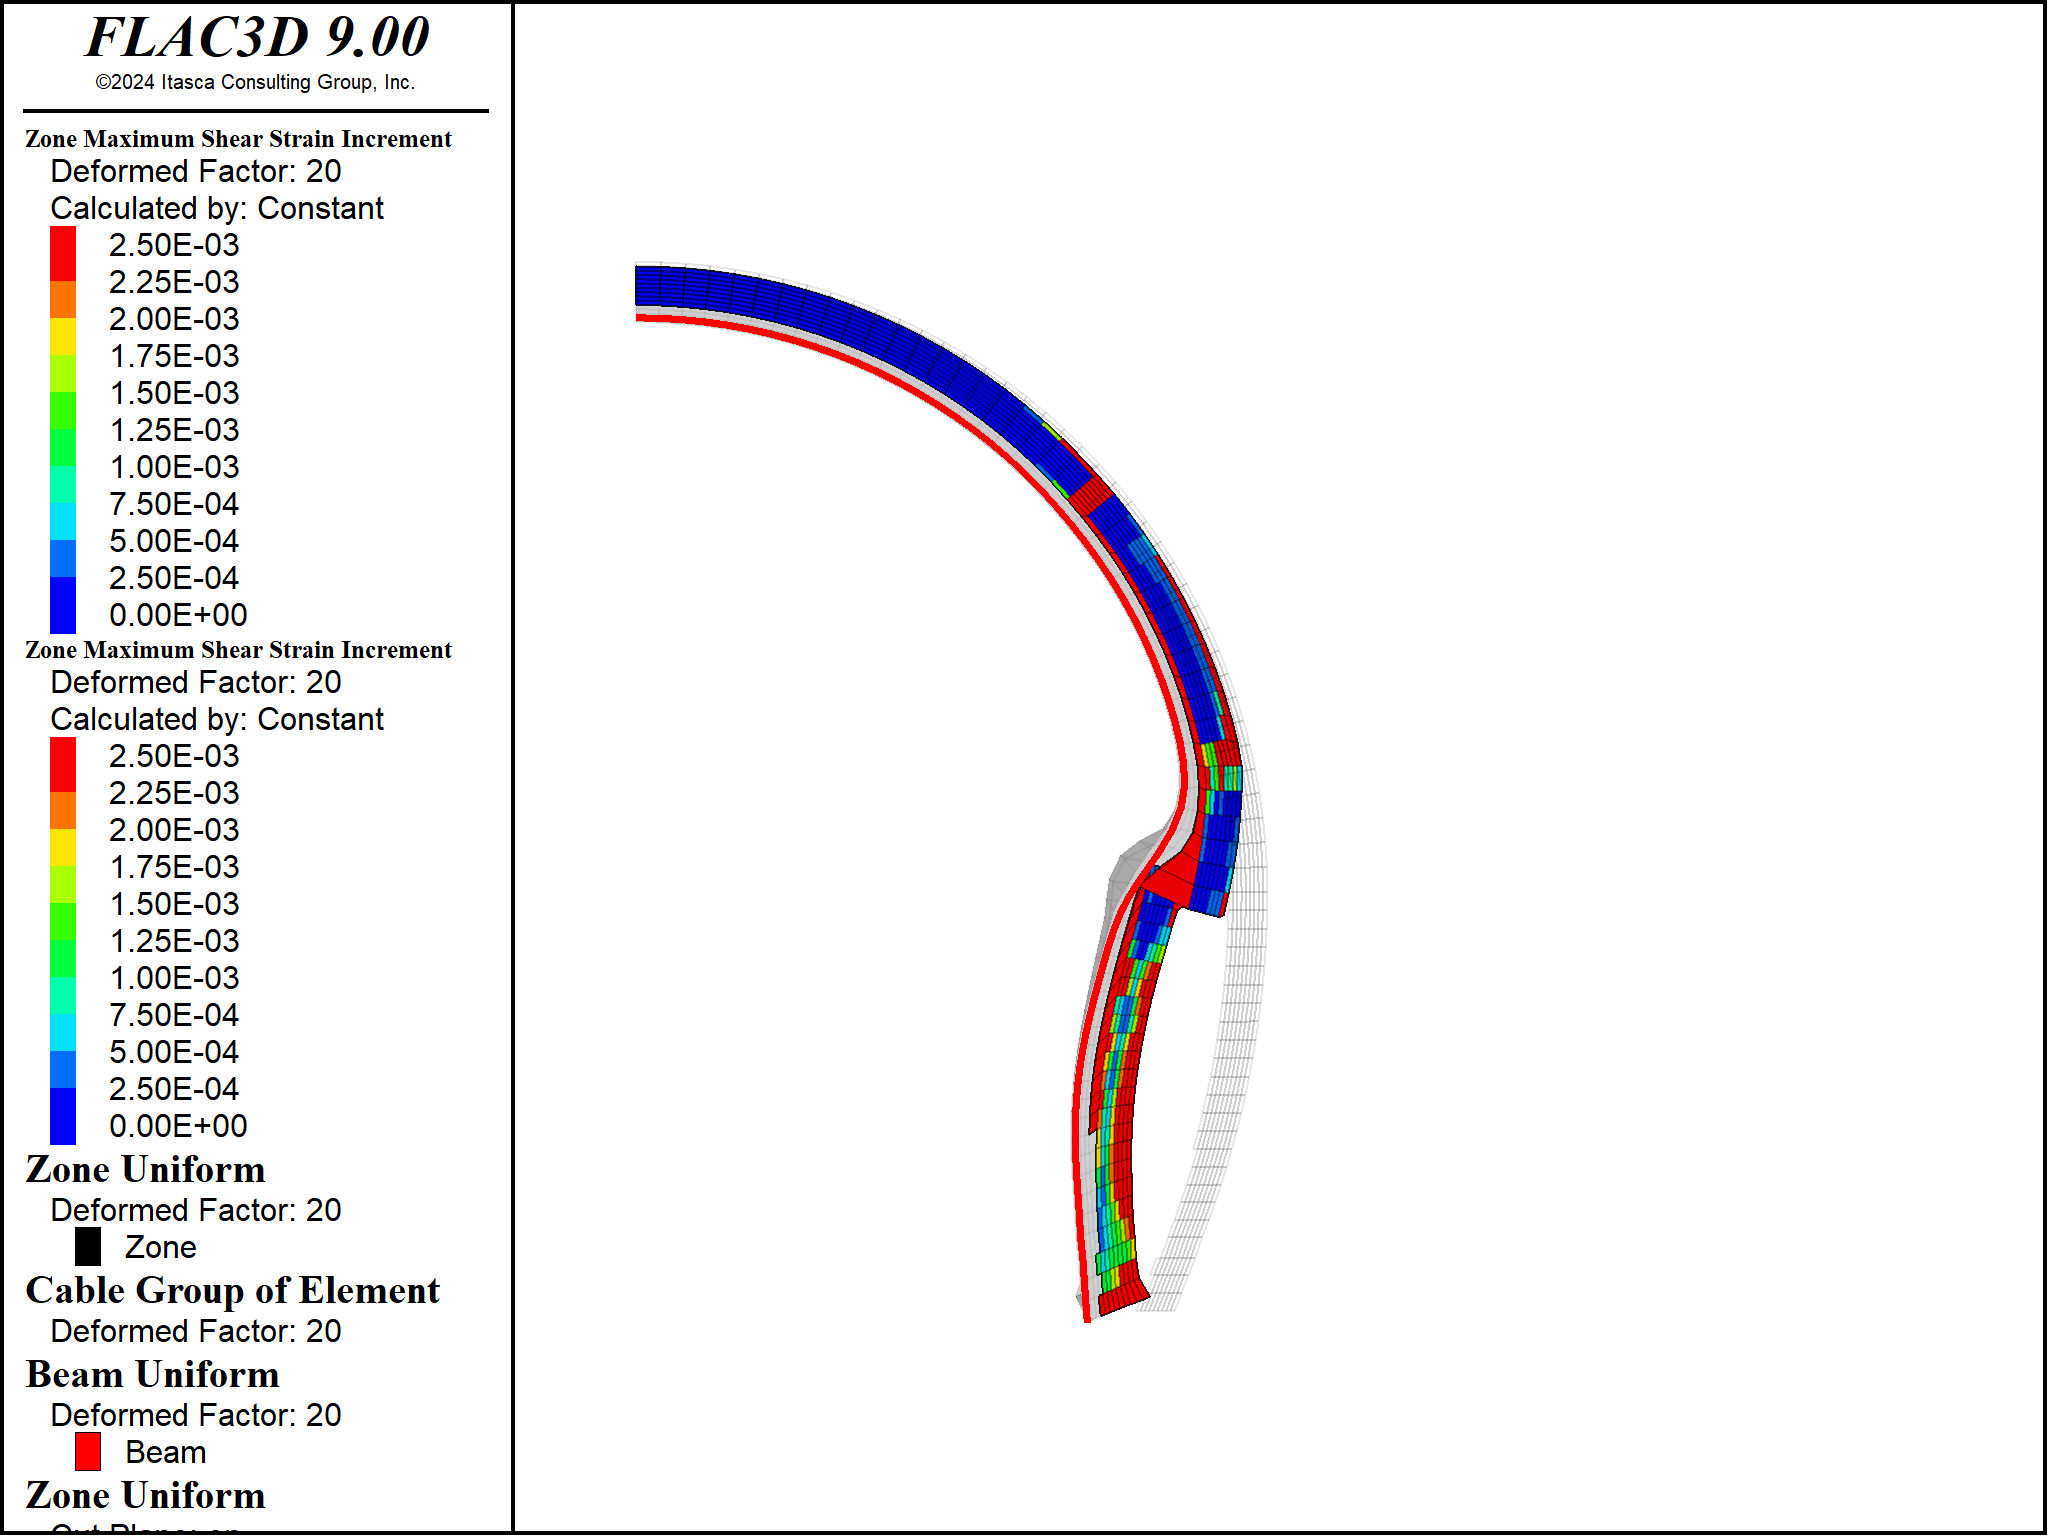 FLAC3D 9.00
©2024 Itasca Consulting Group, Inc.
Zone Maximum Shear Strain Increment
Deformed Factor: 20
Calculated by: Constant
2.50E-03
2.25E-03
2.00E-03
1.75E-03
1.50E-03
1.25E-03
1.00E-03
7.50E-04
5.00E-04
2.50E-04
0.00E+00
Zone Maximum Shear Strain Increment
Deformed Factor: 20
Calculated by: Constant
2.50E-03
2.25E-03
2.00E-03
1.75E-03
1.50E-03
1.25E-03
1.00E-03
7.50E-04
5.00E-04
2.50E-04
0.00E+00
Zone Uniform
Deformed Factor: 20
Zone
Cable Group of Element
Deformed Factor: 20
Beam Uniform
Deformed Factor: 20
Beam
Zone Uniform